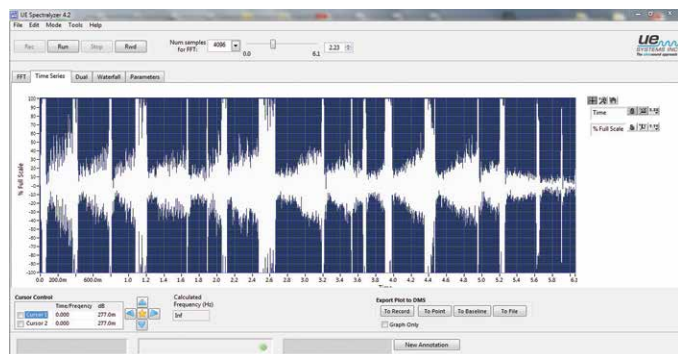 UE Spectralyzer 4.2
File Edit Mode Tools Help
Rec Run Stop Rwd
Num samples for FFT: 4096
0.0 6.1 2.23
ue
SYSTEMS INC
FFT Time Series Dual Waterfall Parameters
% Full Scale
100
90
80
70
60
50
40
30
20
10
-0
-10
-20
-30
-40
-50
-60
-70
-80
-90
-100
0.0 200.0m 600.0m 1.0 1.2 1.4 1.6 1.8 2.0 2.2 2.4 2.6 2.8 3.0 3.2 3.4 3.6 3.8 4.0 4.2 4.4 4.6 4.8 5.0 5.2 5.4 5.6 5.8 6.2
Time
Time
% Full Scale
Cursor Control
Time/Freqency dB
Cursor 1 0.000 277.0m
Cursor 2 0.000 277.0m
Calculated
Frequency (Hz)
Inf
Export Plot to DMS
To Record To Point To Baseline To File
Graph Only
New Annotation